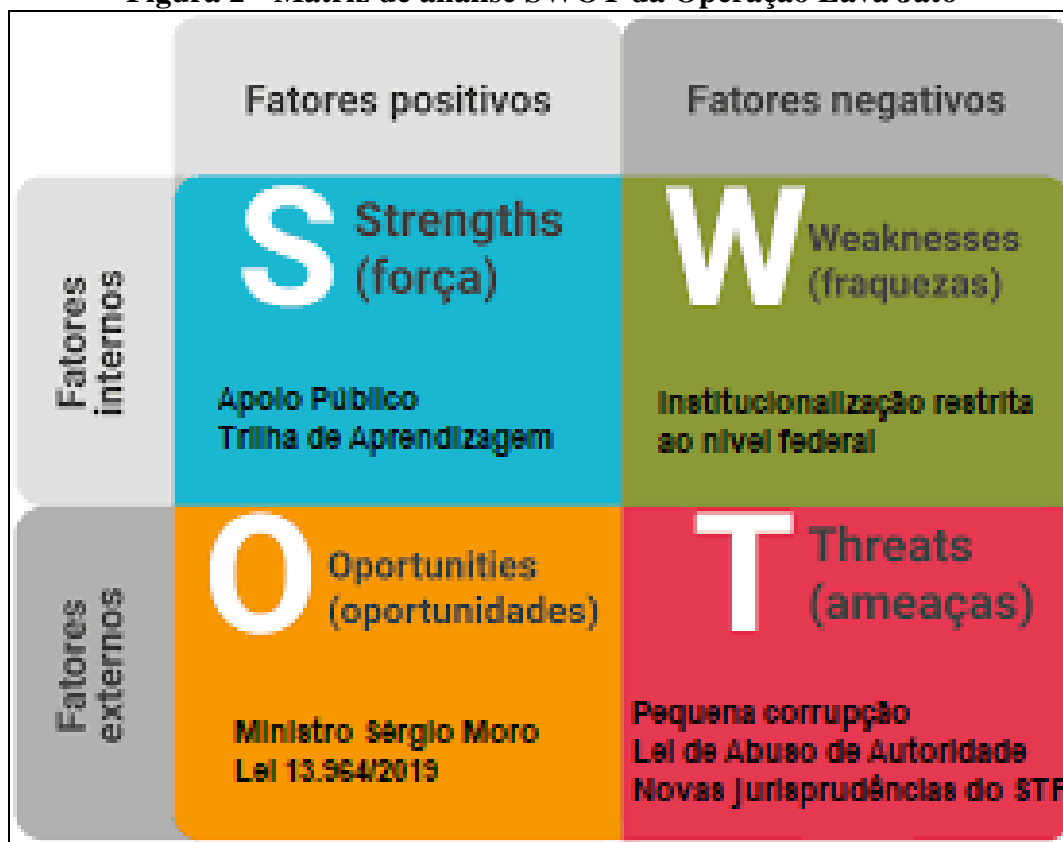 Fatores positivos
Fatores negativos
Fatores
internos
S Strengths
(força)
Apoio Público
Trilha de Aprendizagem
W Weaknesses
(fraquezas)
Institucionalização restrita
ao nível federal
Fatores
externos
O Oportunities
(oportunidades)
Ministro Sérgio Moro
Lei 13.964/2019
T Threats
(ameaças)
Pequena corrupção
Lei de Abuso de Autoridade
Novas jurisprudências do STF